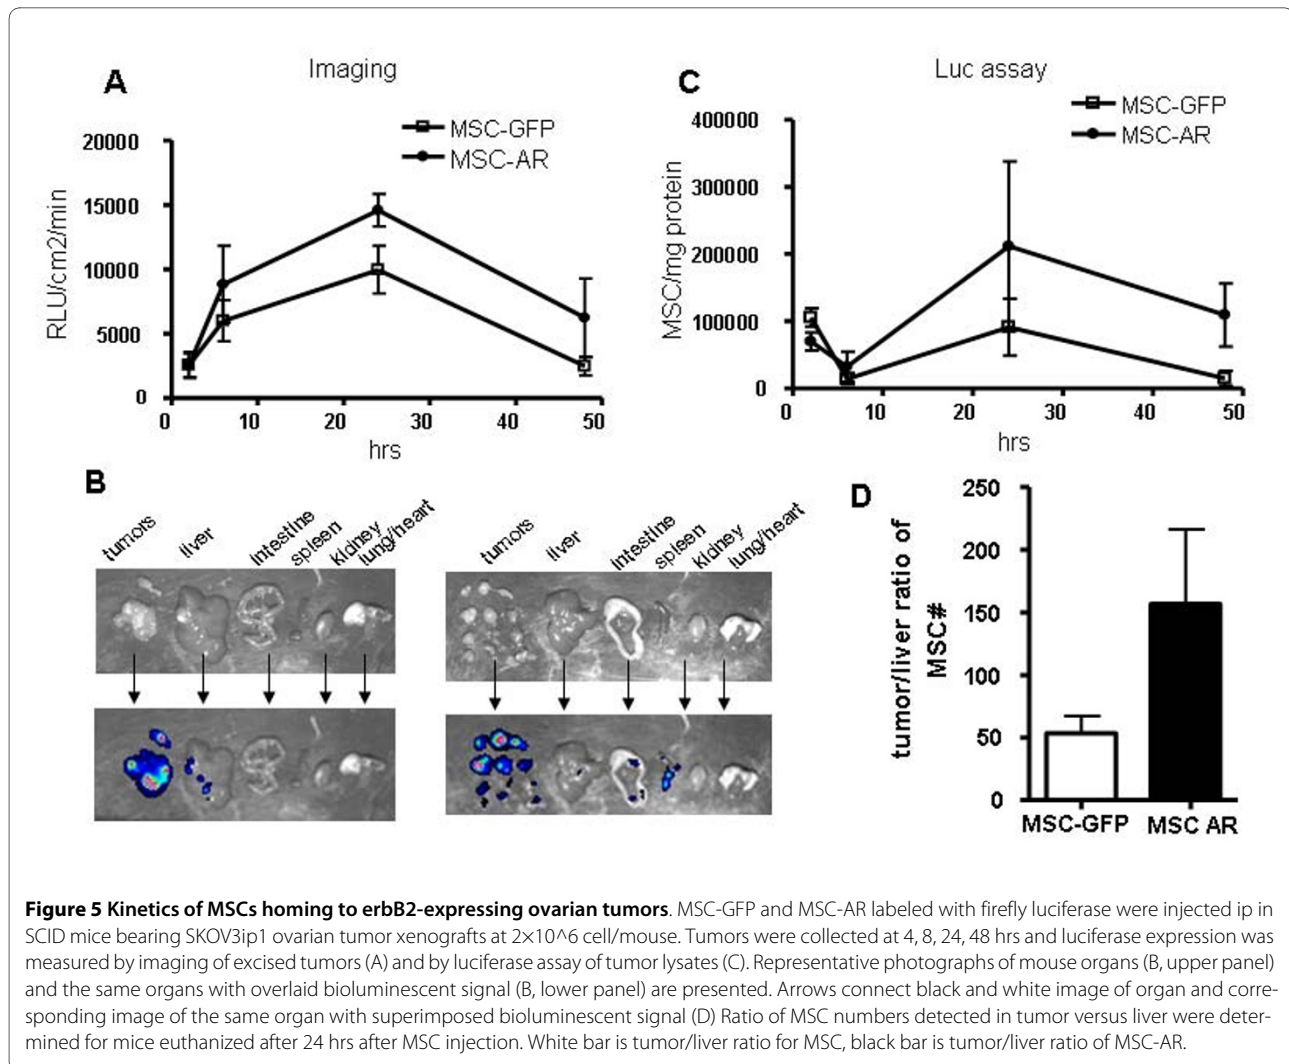 A
Imaging
MSC-GFP
MSC-AR
20000
15000
10000
5000
0
RLU/cm2/min
0 10 20 30 40 50
hrs
C
Luc assay
MSC-GFP
MSC-AR
400000
300000
200000
100000
0
MSC/mg protein
0 10 20 30 40 50
hrs
B
tumors liver intestine spleen kidney lung/heart
tumors liver intestine spleen kidney lung/heart
D
250
200
150
100
50
0
tumor/liver ratio of
MSC#
MSC-GFP MSC AR
Figure 5 Kinetics of MSCs homing to erbB2-expressing ovarian tumors. MSC-GFP and MSC-AR labeled with firefly luciferase were injected ip in
SCID mice bearing SKOV3ip1 ovarian tumor xenografts at 2×10^6 cell/mouse. Tumors were collected at 4, 8, 24, 48 hrs and luciferase expression was
measured by imaging of excised tumors (A) and by luciferase assay of tumor lysates (C). Representative photographs of mouse organs (B, upper panel)
and the same organs with overlaid bioluminescent signal (B, lower panel) are presented. Arrows connect black and white image of organ and corre-
sponding image of the same organ with superimposed bioluminescent signal (D) Ratio of MSC numbers detected in tumor versus liver were deter-
mined for mice euthanized after 24 hrs after MSC injection. White bar is tumor/liver ratio for MSC, black bar is tumor/liver ratio of MSC-AR.